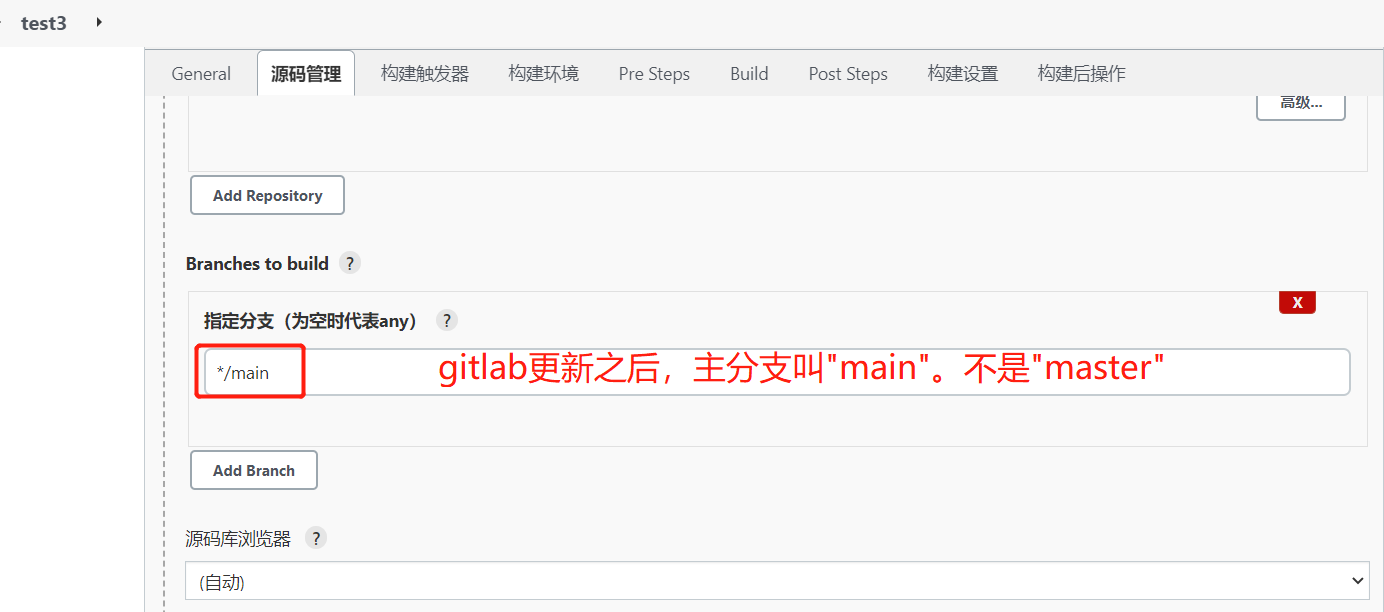 test3
General 源码管理 构建触发器 构建环境 Pre Steps Build Post Steps 构建设置 构建后操作
高级...
Add Repository
Branches to build ?
X
指定分支（为空时代表any） ?
*/main gitlab更新之后，主分支叫"main"。不是"master"
Add Branch
源码库浏览器 ?
(自动)